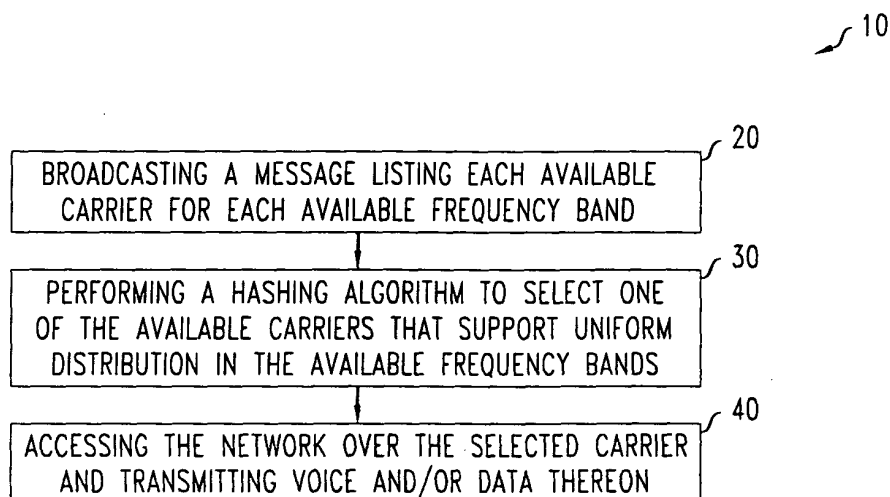 10
20
BROADCASTING A MESSAGE LISTING EACH AVAILABLE
CARRIER FOR EACH AVAILABLE FREQUENCY BAND
30
PERFORMING A HASHING ALGORITHM TO SELECT ONE
OF THE AVAILABLE CARRIERS THAT SUPPORT UNIFORM
DISTRIBUTION IN THE AVAILABLE FREQUENCY BANDS
40
ACCESSING THE NETWORK OVER THE SELECTED CARRIER
AND TRANSMITTING VOICE AND/OR DATA THEREON